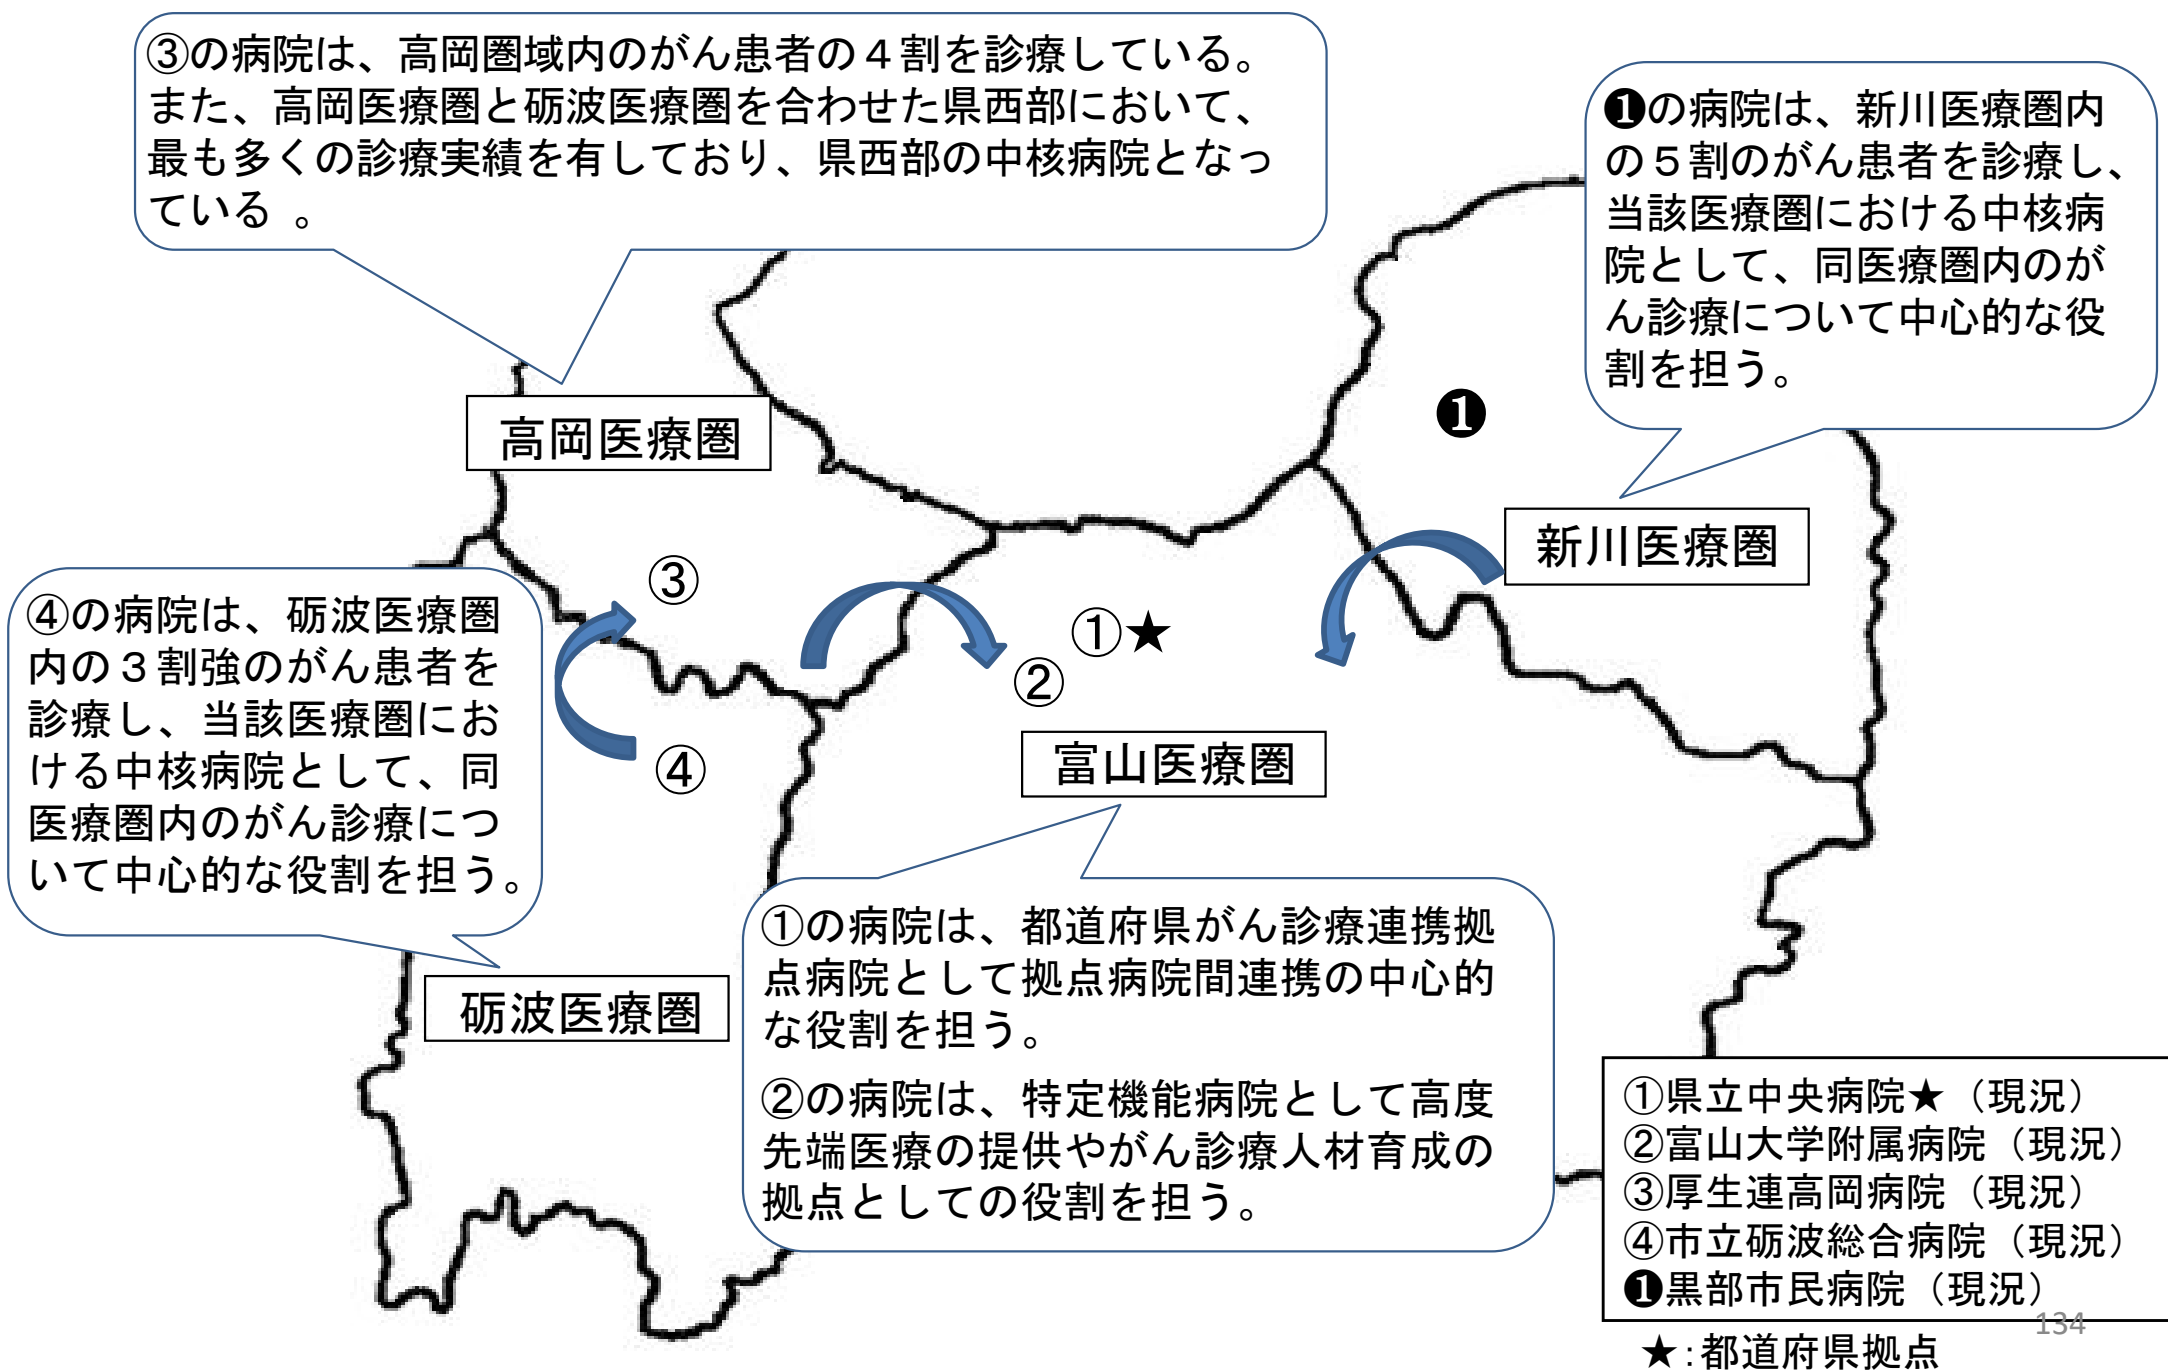 ③の病院は、高岡圏域内のがん患者の４割を診療している。
また、高岡医療圏と砺波医療圏を合わせた県西部において、
最も多くの診療実績を有しており、県西部の中核病院となっ
ている 。
❶の病院は、新川医療圏内
の５割のがん患者を診療し、
当該医療圏における中核病
院として、同医療圏内のが
ん診療について中心的な役
割を担う。
高岡医療圏
❶
新川医療圏
③
④の病院は、砺波医療圏
内の３割強のがん患者を
診療し、当該医療圏にお
ける中核病院として、同
医療圏内のがん診療につ
いて中心的な役割を担う。
①★
②
④
富山医療圏
砺波医療圏
①の病院は、都道府県がん診療連携拠
点病院として拠点病院間連携の中心的
な役割を担う。
②の病院は、特定機能病院として高度
先端医療の提供やがん診療人材育成の
拠点としての役割を担う。
①県立中央病院★（現況）
②富山大学附属病院（現況）
③厚生連高岡病院（現況）
④市立砺波総合病院（現況）
❶黒部市民病院（現況）
134
★:都道府県拠点